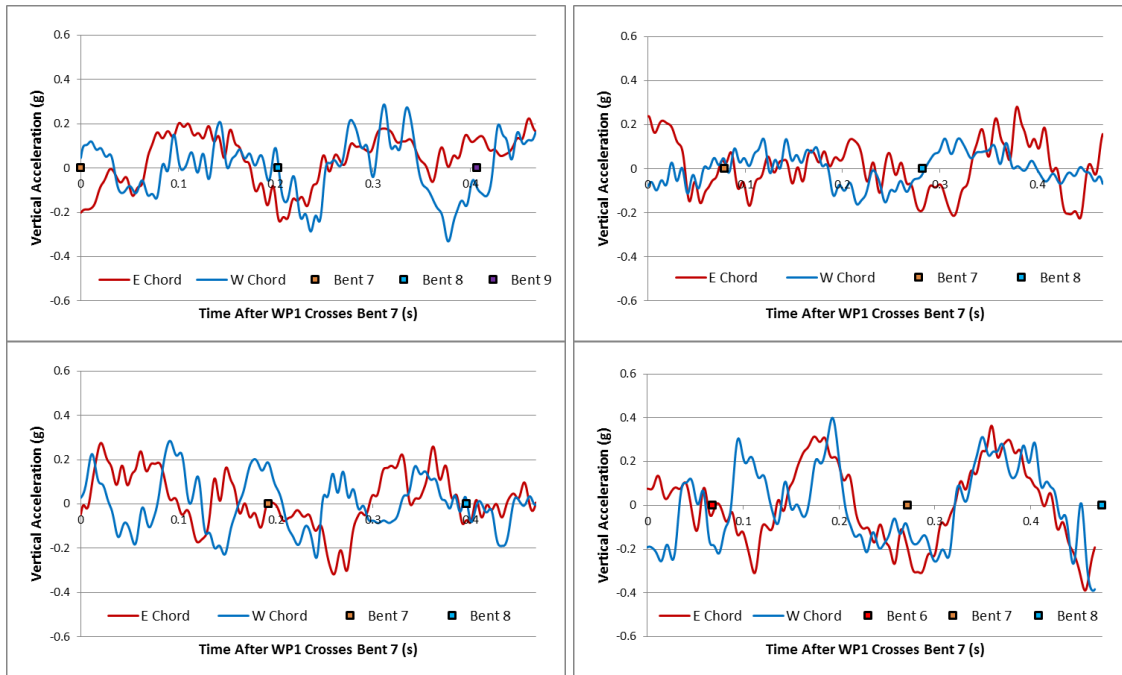 0.6
0.4
0.2
0
-0.2
-0.4
-0.6
Vertical Acceleration (g)
0 0.1 0.2 0.3 0.4
E Chord W Chord Bent 7 Bent 8 Bent 9
Time After WP1 Crosses Bent 7 (s)
0.6
0.4
0.2
0
-0.2
-0.4
-0.6
Vertical Acceleration (g)
0 0.1 0.2 0.3 0.4
E Chord W Chord Bent 7 Bent 8
Time After WP1 Crosses Bent 7 (s)
0.6
0.4
0.2
0
-0.2
-0.4
-0.6
Vertical Acceleration (g)
0 0.1 0.2 0.3 0.4
E Chord W Chord Bent 7 Bent 8
Time After WP1 Crosses Bent 7 (s)
0.6
0.4
0.2
0
-0.2
-0.4
-0.6
Vertical Acceleration (g)
0 0.1 0.2 0.3 0.4
E Chord W Chord Bent 6 Bent 7 Bent 8
Time After WP1 Crosses Bent 7 (s)